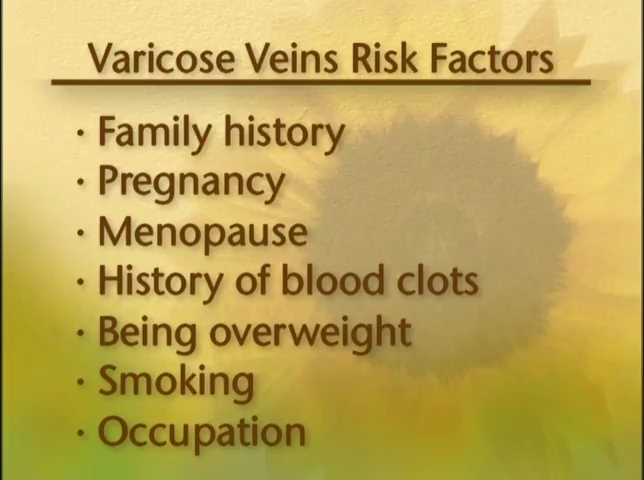 Varicose Veins Risk Factors
· Family history
· Pregnancy
· Menopause
· History of blood clots
· Being overweight
· Smoking
· Occupation